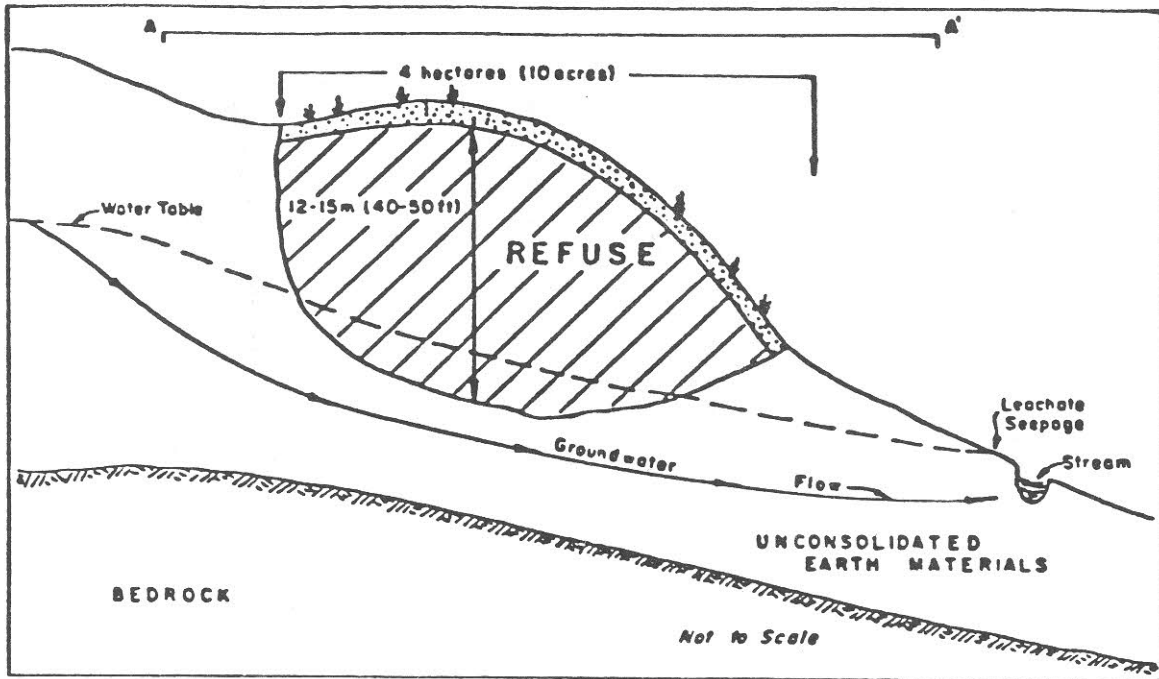 A
A'
4 hectares (10 acres)
Water Table
12-15m (40-50ft)
REFUSE
Leachate
Seepage
Stream
Groundwater
Flow
UNCONSOLIDATED
EARTH MATERIALS
BEDROCK
Not to Scale